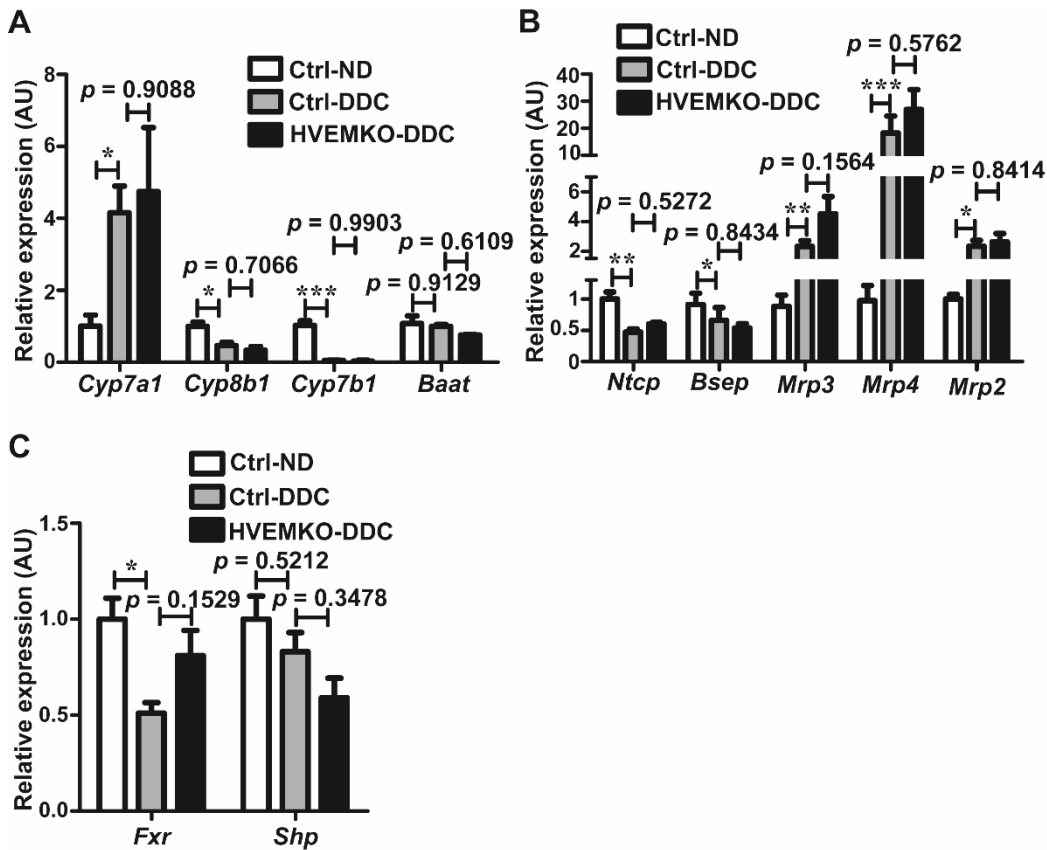 A
Ctrl-ND
Ctrl-DDC
HVEMKO-DDC
Relative expression (AU)
8
6
4
2
0
p = 0.9088
*
p = 0.7066
*
p = 0.9903
***
p = 0.6109
p = 0.9129
Cyp7a1 Cyp8b1 Cyp7b1 Baat
B
Ctrl-ND
Ctrl-DDC
HVEMKO-DDC
Relative expression (AU)
40
30
20
10
6
4
2
1
0.5
0
p = 0.5272
**
p = 0.8434
*
p = 0.1564
**
p = 0.5762
***
p = 0.8414
*
Ntcp Bsep Mrp3 Mrp4 Mrp2
C
Ctrl-ND
Ctrl-DDC
HVEMKO-DDC
Relative expression (AU)
1.5
1.0
0.5
0.0
*
p = 0.1529
p = 0.5212
p = 0.3478
Fxr Shp